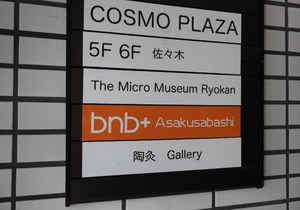 COSMO PLAZA
5F 6F 佐々木
The Micro Museum Ryokan
bnb+ Asakusabashi
陶灸 Gallery